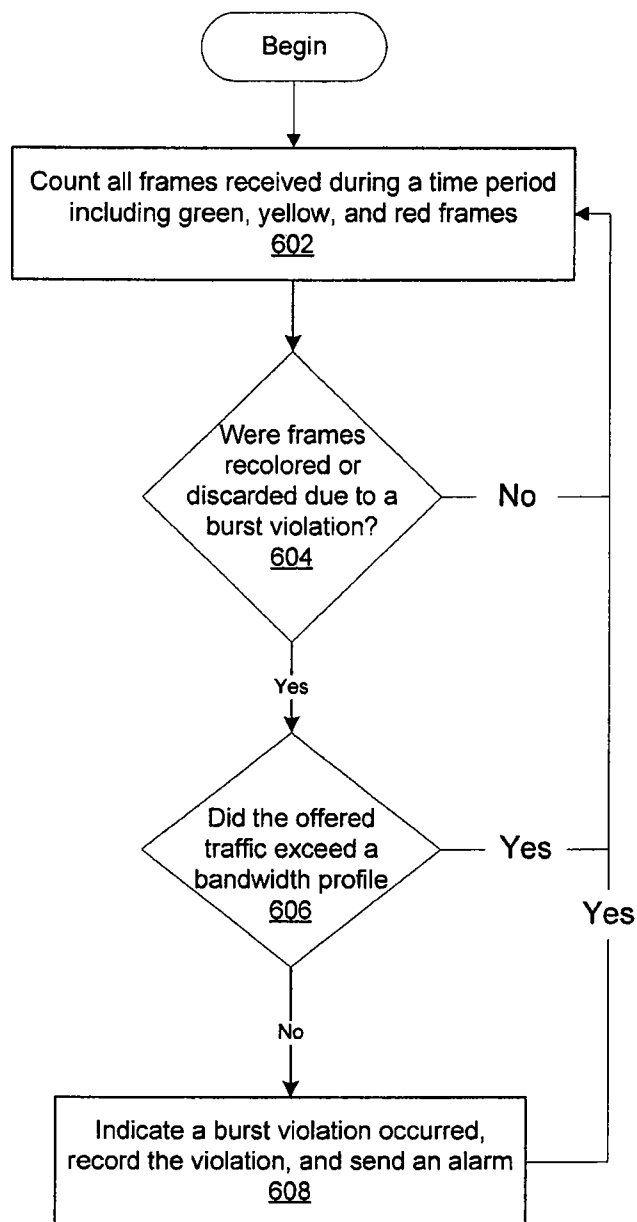 Begin
Count all frames received during a time period
including green, yellow, and red frames
602
Were frames
recolored or
discarded due to a
burst violation?
604
No
Yes
Did the offered
traffic exceed a
bandwidth profile
606
Yes
Yes
No
Indicate a burst violation occurred,
record the violation, and send an alarm
608